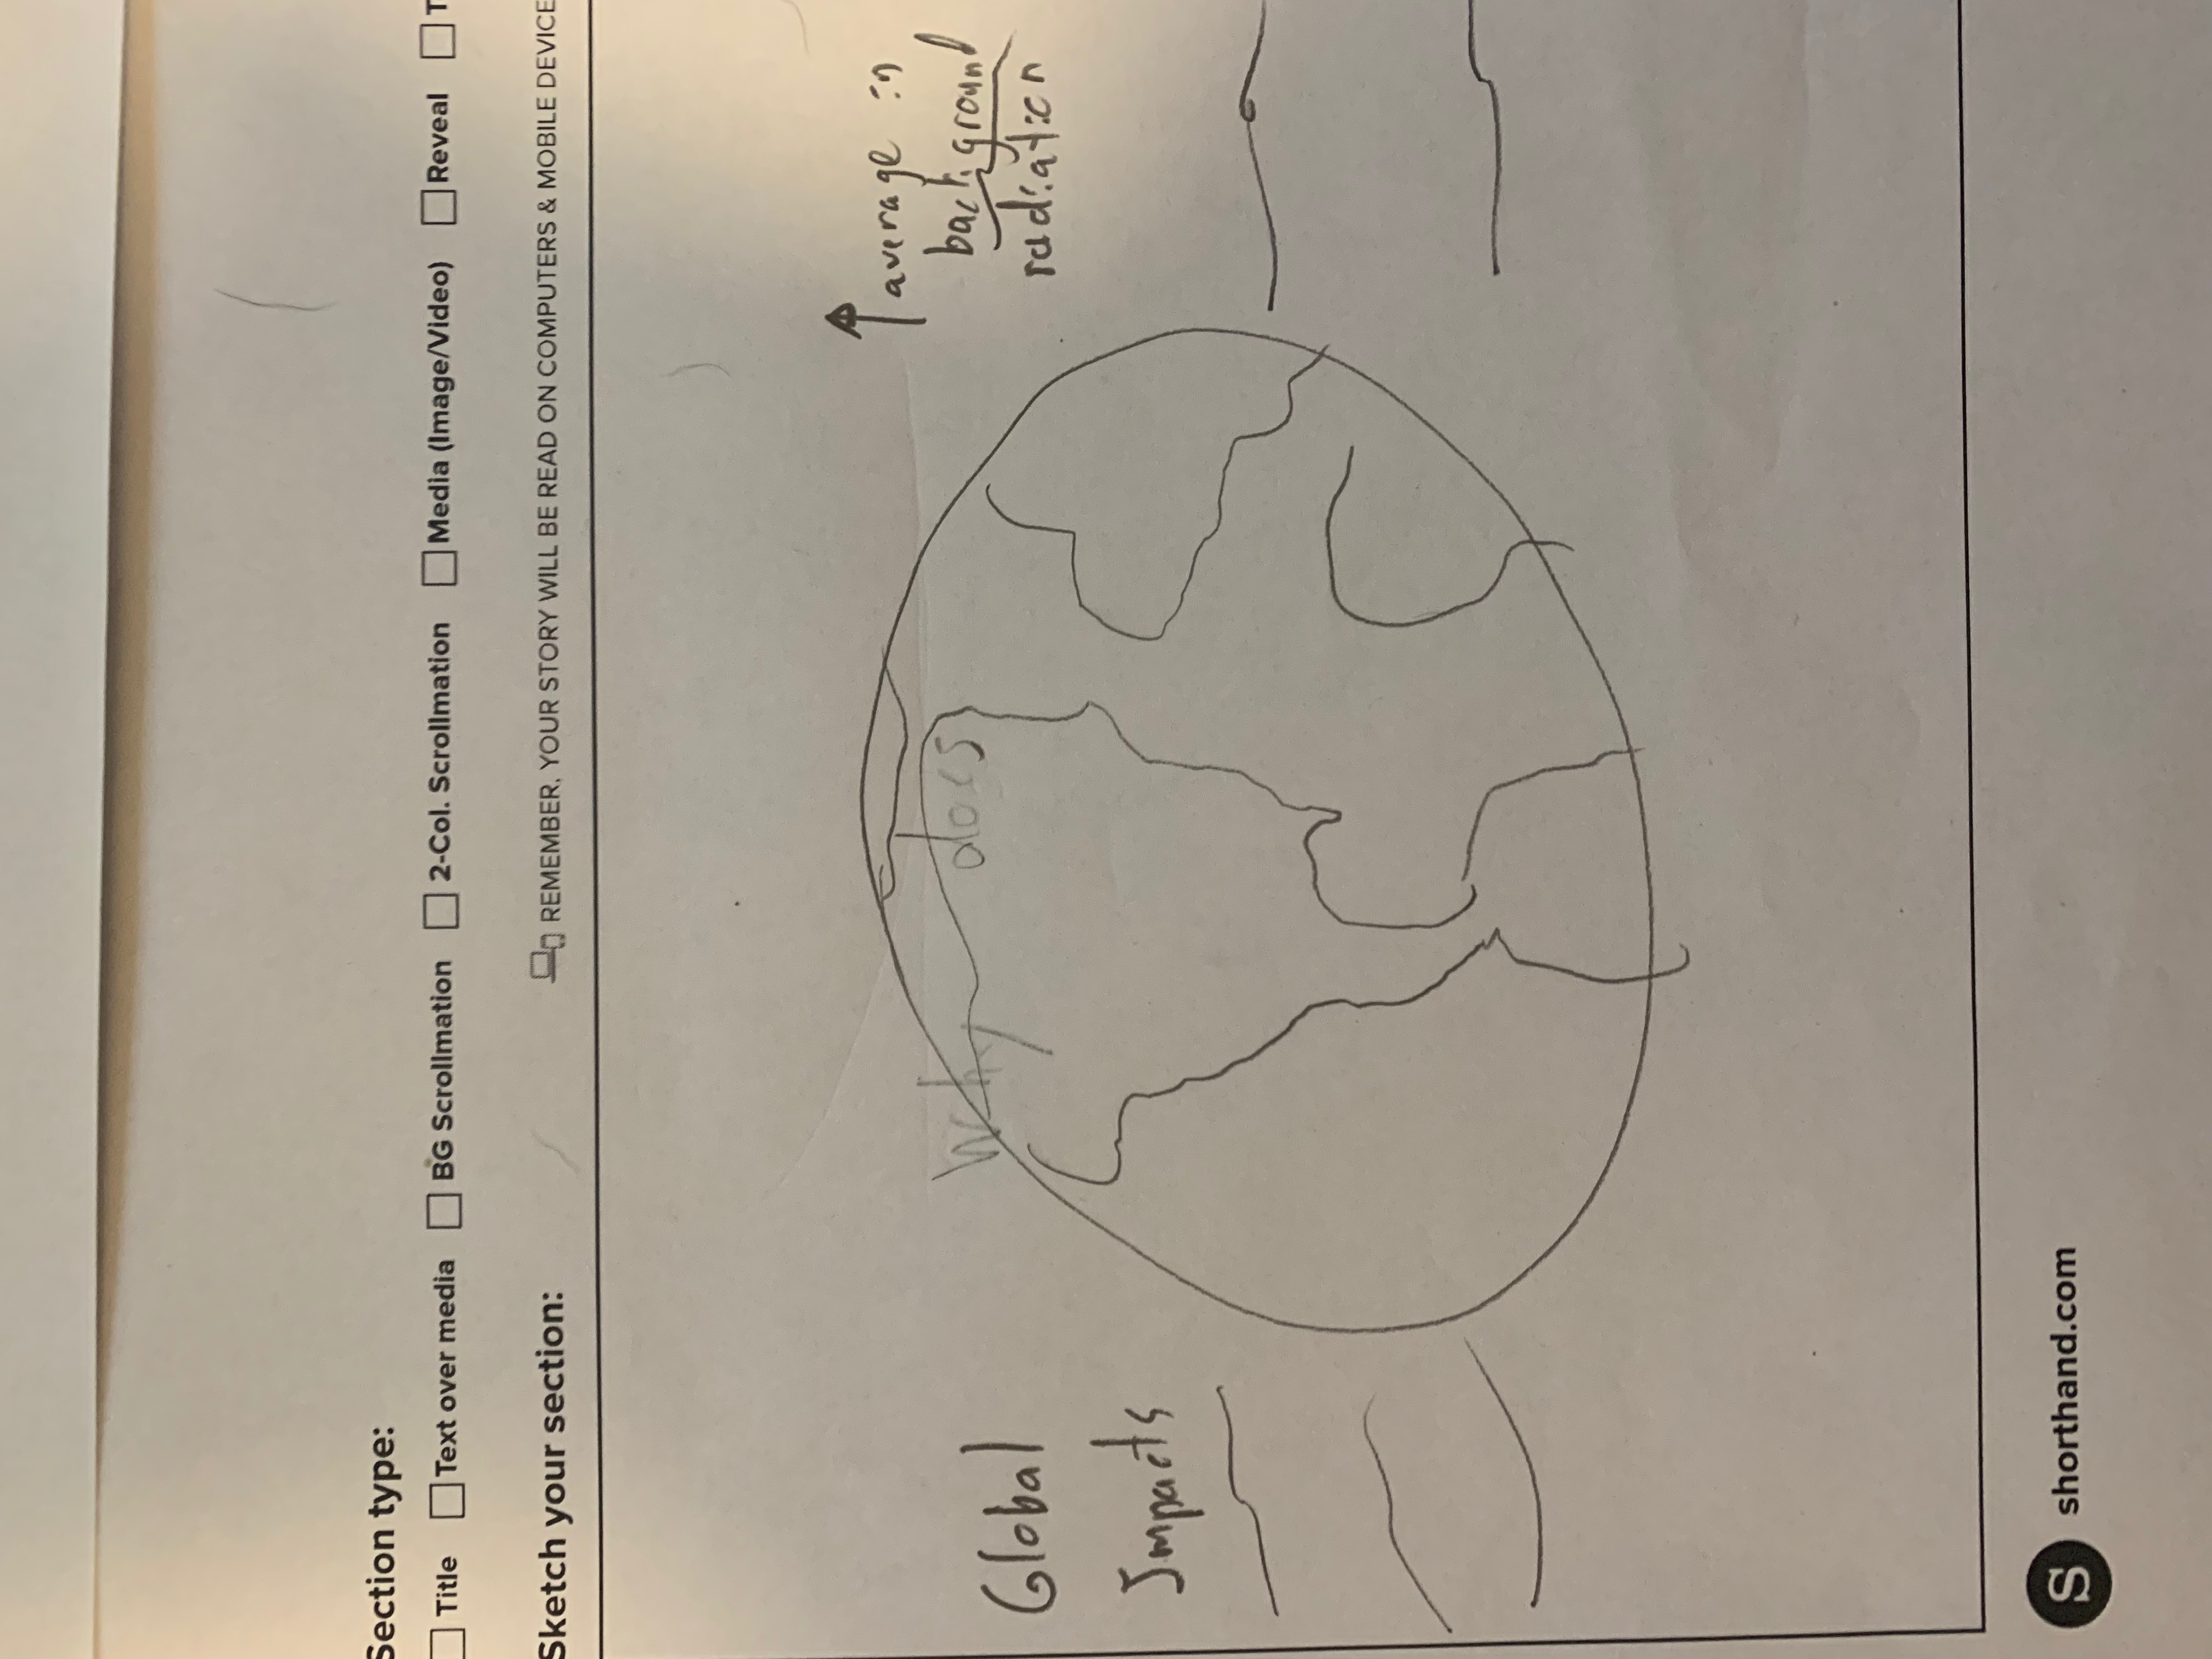 Section type:
Title Text over media BG Scrollmation 2-Col. Scrollmation Media (Image/Video) Reveal T
Sketch your section:
REMEMBER, YOUR STORY WILL BE READ ON COMPUTERS & MOBILE DEVICE
Why does
Global
Impacts
↑ average in
background
radiation
S shorthand.com